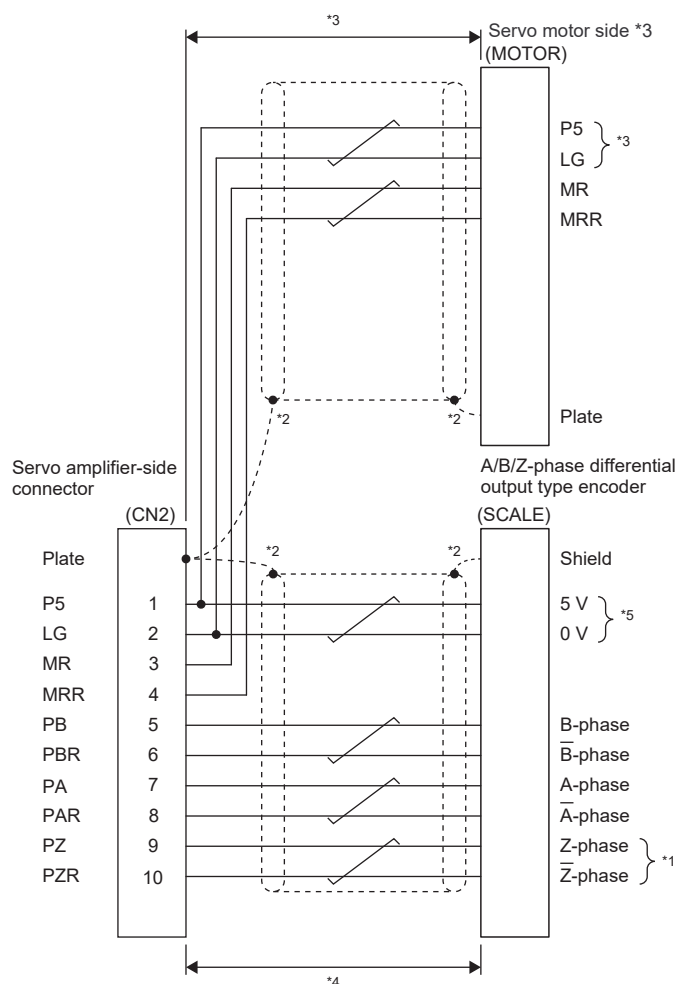 *3
Servo motor side *3
(MOTOR)
P5
LG
*3
MR
MRR
*2
*2
Plate
Servo amplifier-side
connector
(CN2)
A/B/Z-phase differential
output type encoder
(SCALE)
Plate
*2
*2
Shield
P5 1 5 V
LG 2 0 V
*5
MR 3
MRR 4
PB 5 B-phase
PBR 6 B̅-phase
PA 7 A-phase
PAR 8 A̅-phase
PZ 9 Z-phase
*1
PZR 10 Z̅-phase
*4